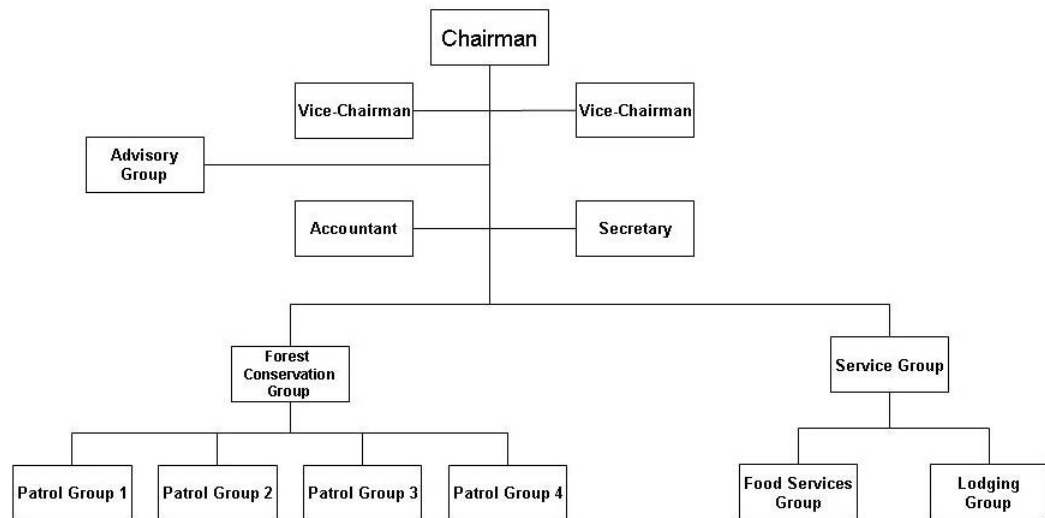 Chairman
Vice-Chairman
Vice-Chairman
Advisory
Group
Accountant
Secretary
Forest
Conservation
Group
Service Group
Patrol Group 1
Patrol Group 2
Patrol Group 3
Patrol Group 4
Food Services
Group
Lodging
Group